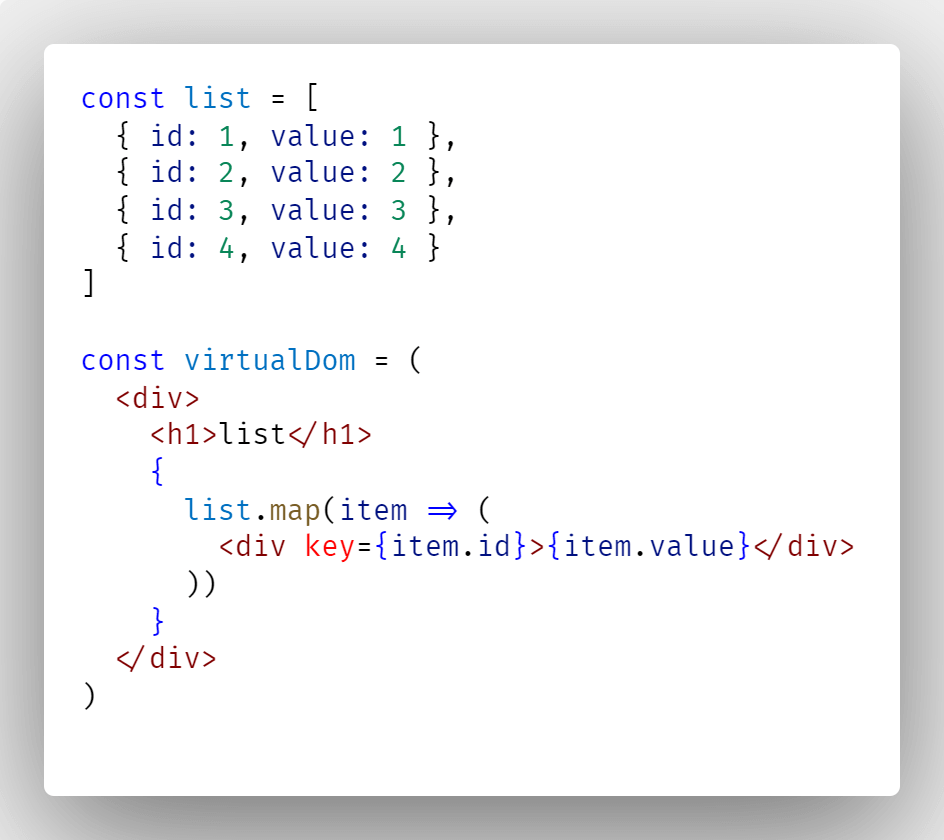 const list = [
  { id: 1, value: 1 },
  { id: 2, value: 2 },
  { id: 3, value: 3 },
  { id: 4, value: 4 }
]
const virtualDom = (
  <div>
    <h1>list</h1>
    {
      list.map(item => (
        <div key={item.id}>{item.value}</div>
      ))
    }
  </div>
)